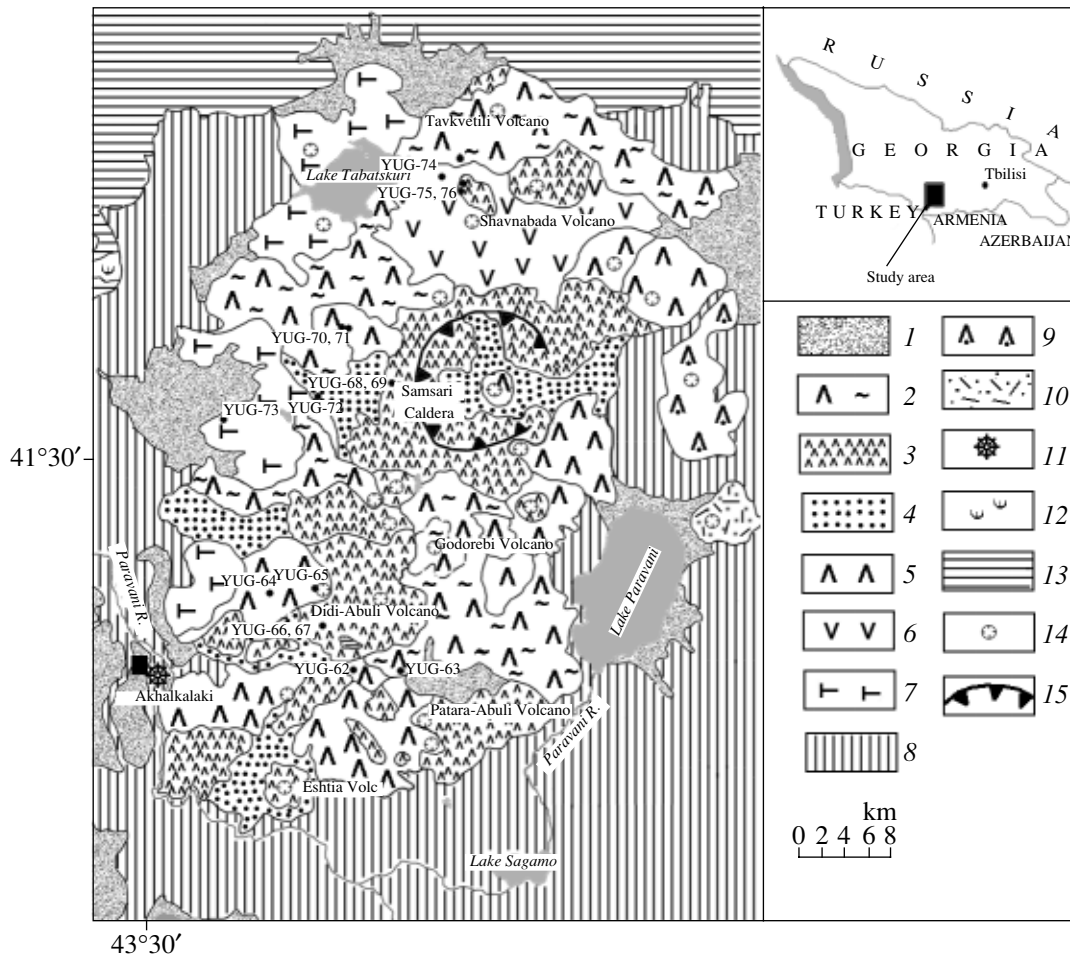 Tavkvetili Volcano
YUG-74
Lake Tabatskuri
YUG-75, 76
Shavnabada Volcano
YUG-70, 71
YUG-68, 69
Samsari
Caldera
YUG-73
YUG-72
41°30′
Godorebi Volcano
Paravani R.
YUG-64
YUG-65
Lake Paravani
Didi-Abuli Volcano
YUG-66, 67
YUG-62
YUG-63
Akhalkalaki
Patara-Abuli Volcano
Paravani R.
Eshtia Volc
Lake Sagamo
43°30′
RUSSIA
GEORGIA
Tbilisi
TURKEY
ARMENIA
AZERBAIJAN
Study area
1
2
3
4
5
6
7
8
9
10
11
12
13
14
15
km
0 2 4 6 8